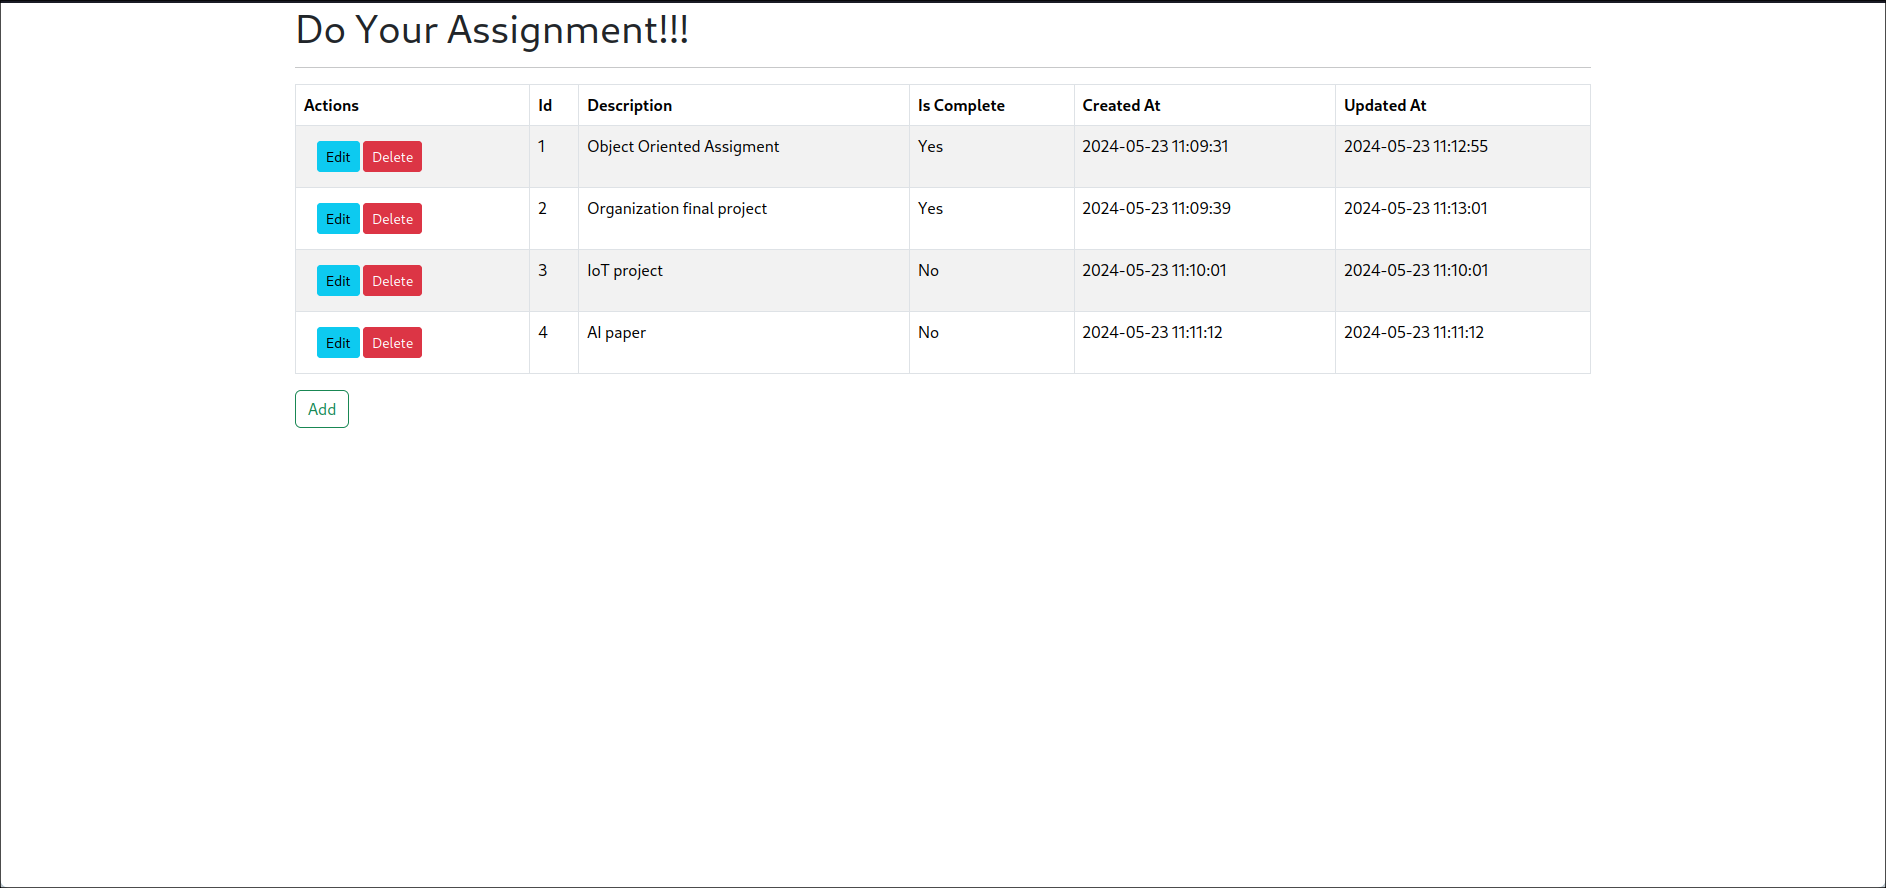 Do Your Assignment!!!
Actions Id Description Is Complete Created At Updated At
Edit Delete 1 Object Oriented Assigment Yes 2024-05-23 11:09:31 2024-05-23 11:12:55
Edit Delete 2 Organization final project Yes 2024-05-23 11:09:39 2024-05-23 11:13:01
Edit Delete 3 IoT project No 2024-05-23 11:10:01 2024-05-23 11:10:01
Edit Delete 4 AI paper No 2024-05-23 11:11:12 2024-05-23 11:11:12
Add